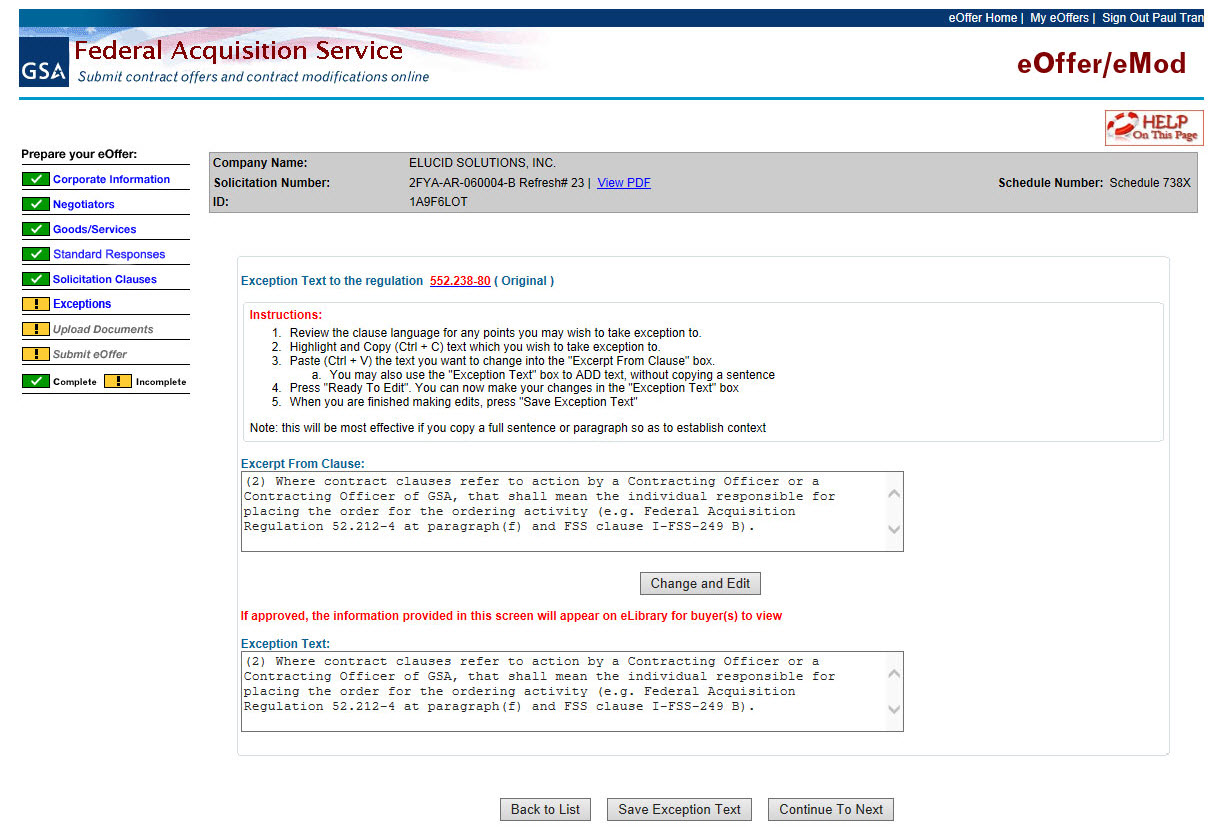 eOffer Home | My eOffers | Sign Out Paul Tran
GSA
Federal Acquisition Service
Submit contract offers and contract modifications online
eOffer/eMod
HELP
On This Page
Prepare your eOffer:
Corporate Information
Negotiators
Goods/Services
Standard Responses
Solicitation Clauses
! Exceptions
! Upload Documents
! Submit eOffer
Complete ! Incomplete
Company Name: ELUCID SOLUTIONS, INC.
Solicitation Number: 2FYA-AR-060004-B Refresh# 23 | View PDF Schedule Number: Schedule 738X
ID: 1A9F6LOT
Exception Text to the regulation 552.238-80 ( Original )
Instructions:
1. Review the clause language for any points you may wish to take exception to.
2. Highlight and Copy (Ctrl + C) text which you wish to take exception to.
3. Paste (Ctrl + V) the text you want to change into the "Excerpt From Clause" box.
a. You may also use the "Exception Text" box to ADD text, without copying a sentence
4. Press "Ready To Edit". You can now make your changes in the "Exception Text" box
5. When you are finished making edits, press "Save Exception Text"
Note: this will be most effective if you copy a full sentence or paragraph so as to establish context
Excerpt From Clause:
(2) Where contract clauses refer to action by a Contracting Officer or a
Contracting Officer of GSA, that shall mean the individual responsible for
placing the order for the ordering activity (e.g. Federal Acquisition
Regulation 52.212-4 at paragraph(f) and FSS clause I-FSS-249 B).
Change and Edit
If approved, the information provided in this screen will appear on eLibrary for buyer(s) to view
Exception Text:
(2) Where contract clauses refer to action by a Contracting Officer or a
Contracting Officer of GSA, that shall mean the individual responsible for
placing the order for the ordering activity (e.g. Federal Acquisition
Regulation 52.212-4 at paragraph(f) and FSS clause I-FSS-249 B).
Back to List Save Exception Text Continue To Next